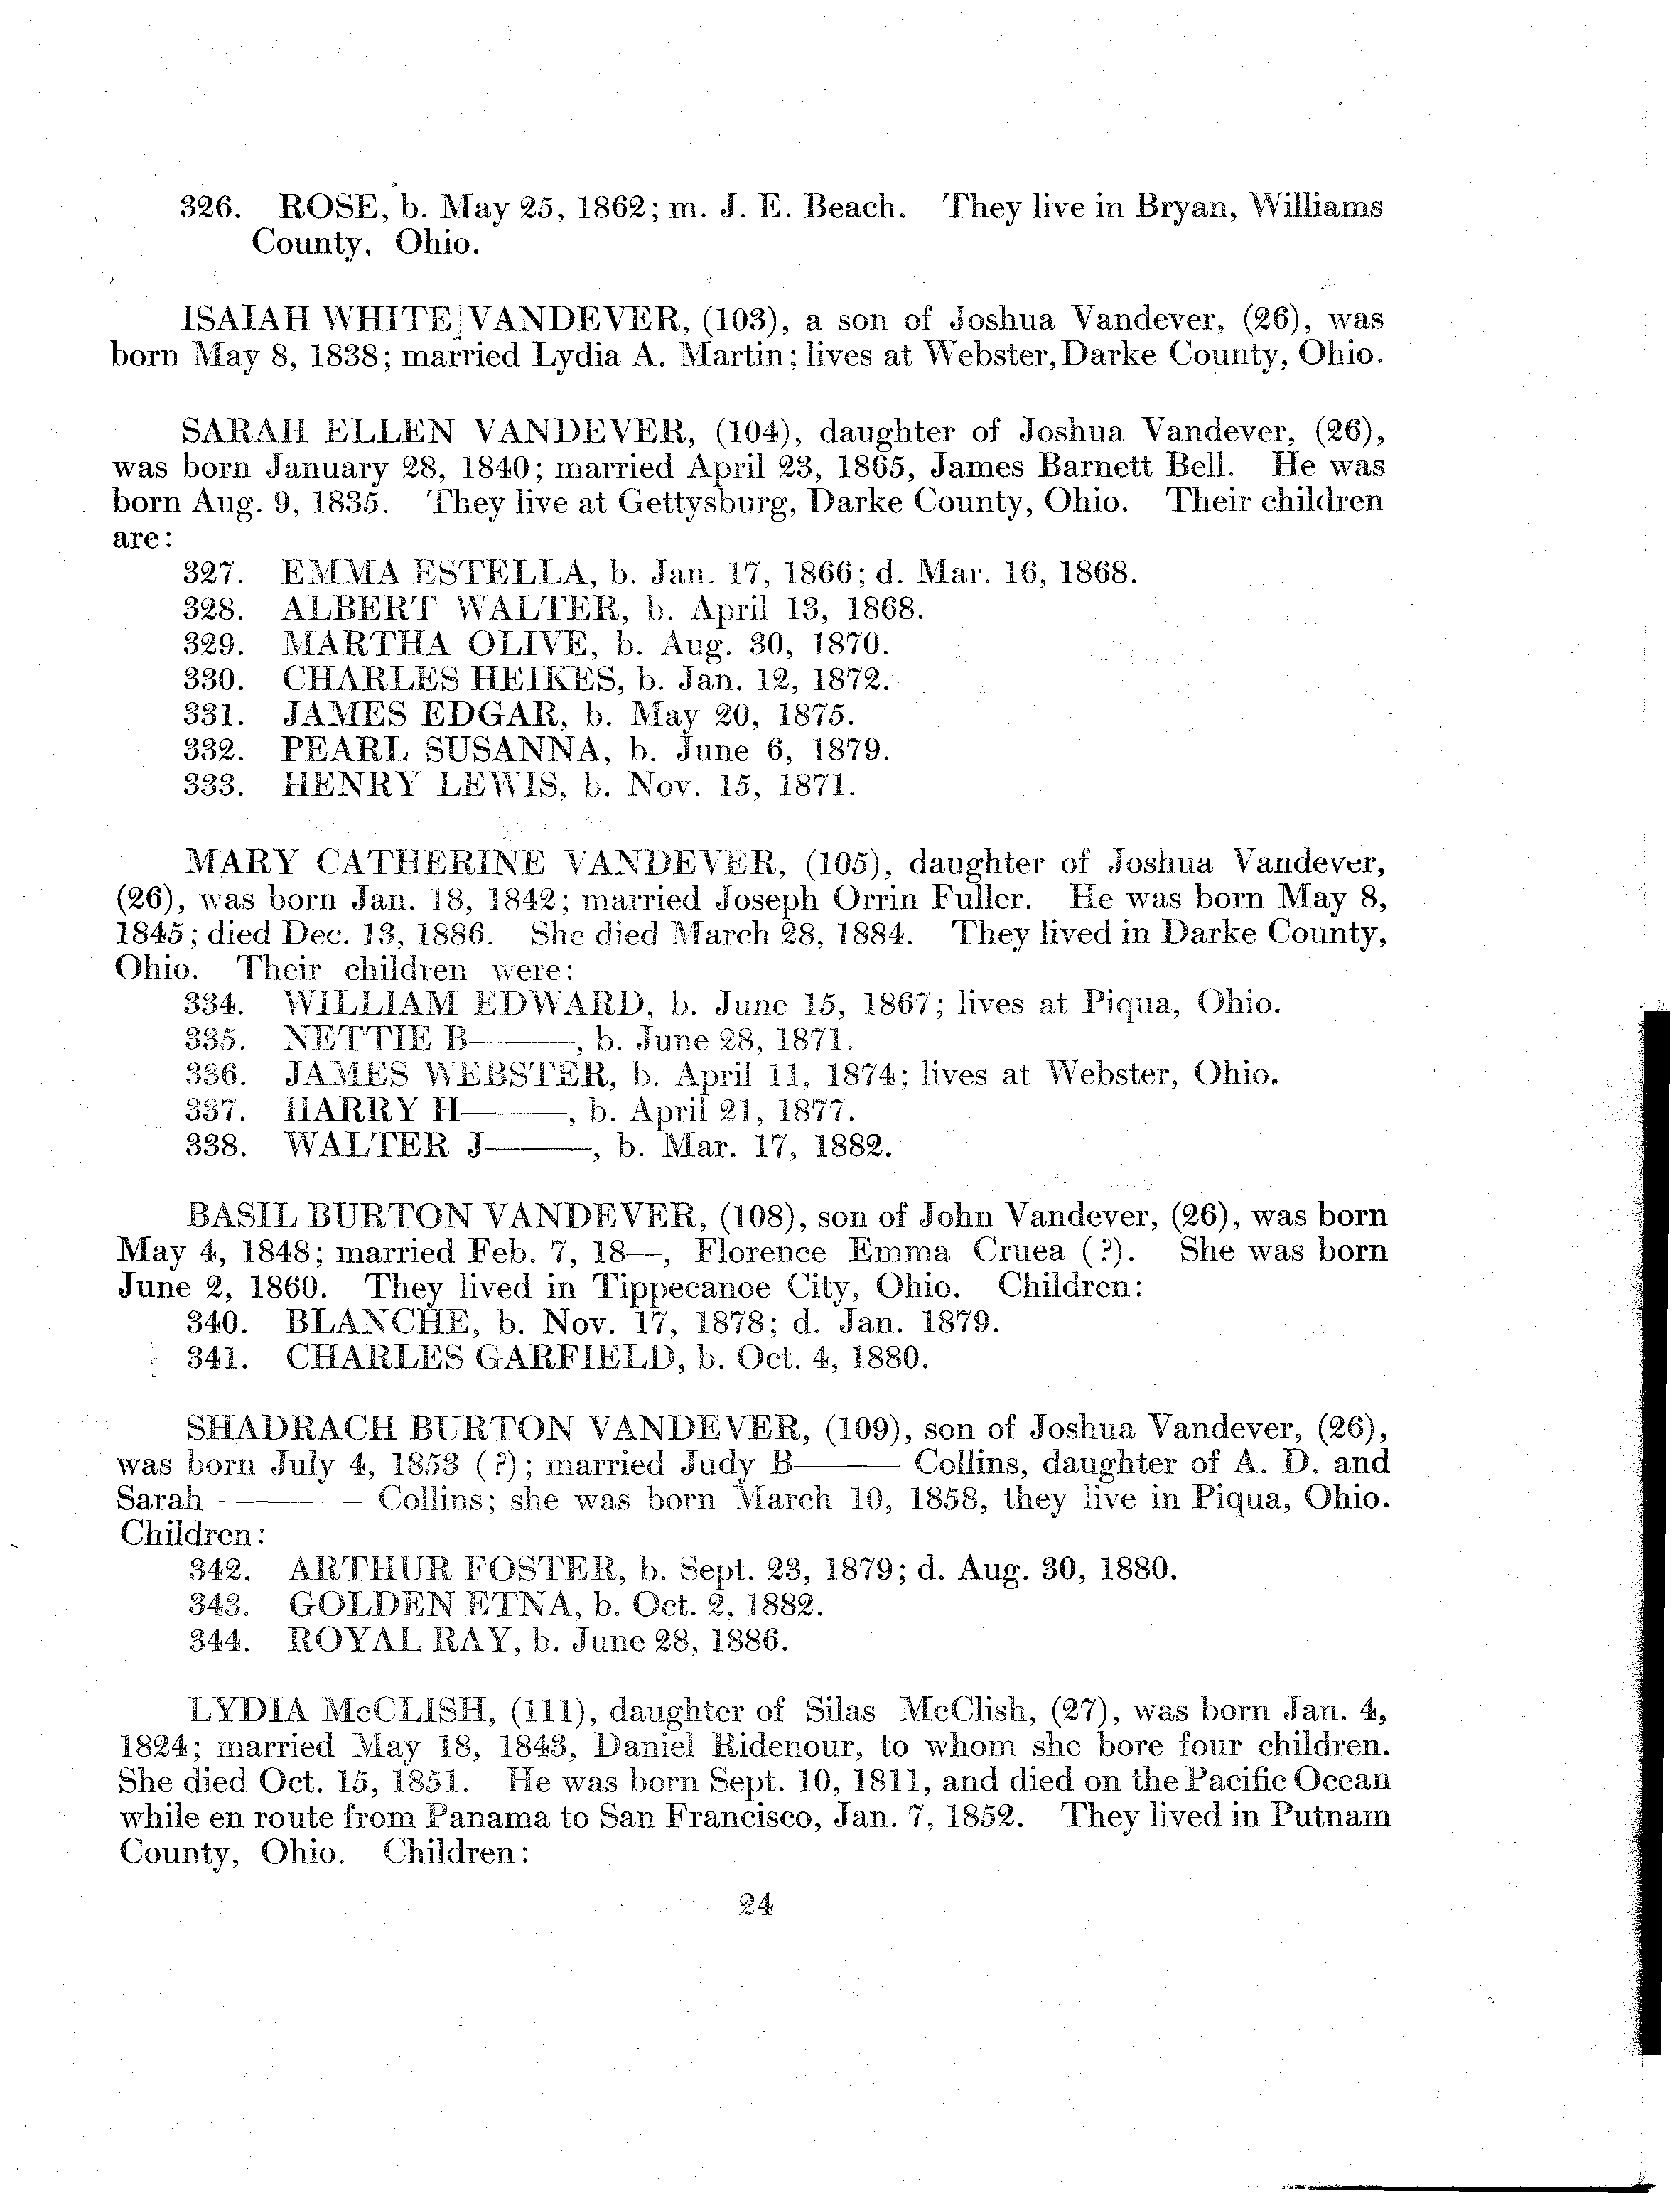 326. ROSE, b. May 25, 1862; m. J. E. Beach. They live in Bryan, Williams
County, Ohio.
ISAIAH WHITE VANDEVER, (103), a son of Joshua Vandever, (26), was
born May 8, 1838; married Lydia A. Martin; lives at Webster, Darke County, Ohio.
SARAH ELLEN VANDEVER, (104), daughter of Joshua Vandever, (26),
was born January 28, 1840; married April 23, 1865, James Barnett Bell. He was
born Aug. 9, 1835. They live at Gettysburg, Darke County, Ohio. Their children
are:
327. EMMA ESTELLA, b. Jan. 17, 1866; d. Mar. 16, 1868.
328. ALBERT WALTER, b. April 13, 1868.
329. MARTHA OLIVE, b. Aug. 30, 1870.
330. CHARLES HEIKES, b. Jan. 12, 1872.
331. JAMES EDGAR, b. May 20, 1875.
332. PEARL SUSANNA, b. June 6, 1879.
333. HENRY LEWIS, b. Nov. 15, 1871.
MARY CATHERINE VANDEVER, (105), daughter of Joshua Vandever,
(26), was born Jan. 18, 1842; married Joseph Orrin Fuller. He was born May 8,
1845; died Dec. 13, 1886. She died March 28, 1884. They lived in Darke County,
Ohio. Their children were:
334. WILLIAM EDWARD, b. June 15, 1867; lives at Piqua, Ohio.
335. NETTIE B———, b. June 28, 1871.
336. JAMES WEBSTER, b. April 11, 1874; lives at Webster, Ohio.
337. HARRY H———, b. April 21, 1877.
338. WALTER J———, b. Mar. 17, 1882.
BASIL BURTON VANDEVER, (108), son of John Vandever, (26), was born
May 4, 1848; married Feb. 7, 18—, Florence Emma Cruea (?). She was born
June 2, 1860. They lived in Tippecanoe City, Ohio. Children:
340. BLANCHE, b. Nov. 17, 1878; d. Jan. 1879.
341. CHARLES GARFIELD, b. Oct. 4, 1880.
SHADRACH BURTON VANDEVER, (109), son of Joshua Vandever, (26),
was born July 4, 1853 (?); married Judy B——— Collins, daughter of A. D. and
Sarah ———— Collins; she was born March 10, 1858, they live in Piqua, Ohio.
Children:
342. ARTHUR FOSTER, b. Sept. 23, 1879; d. Aug. 30, 1880.
343. GOLDEN ETNA, b. Oct. 2, 1882.
344. ROYAL RAY, b. June 28, 1886.
LYDIA McCLISH, (111), daughter of Silas McClish, (27), was born Jan. 4,
1824; married May 18, 1843, Daniel Ridenour, to whom she bore four children.
She died Oct. 15, 1851. He was born Sept. 10, 1811, and died on the Pacific Ocean
while en route from Panama to San Francisco, Jan. 7, 1852. They lived in Putnam
County, Ohio. Children:
24